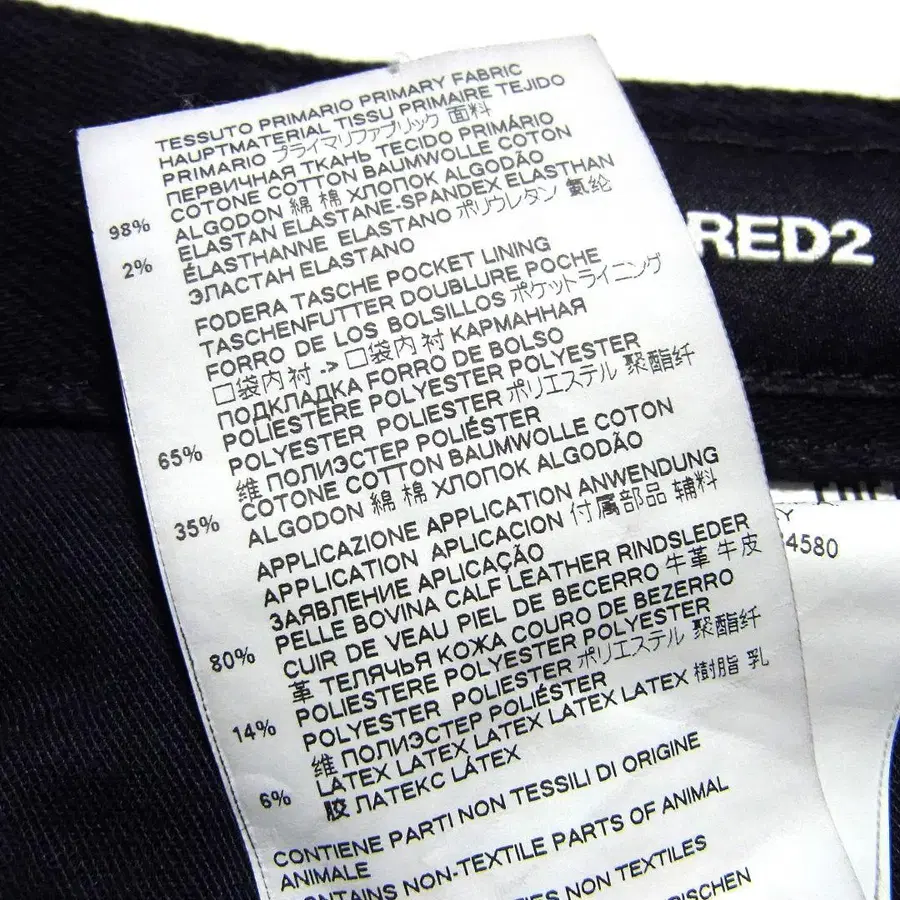 TESSUTO PRIMARIO PRIMARY FABRIC
HAUPTMATERIAL TISSU PRIMAIRE TEJIDO
PRIMARIO プライマリファブリック 面料
ПЕРВИЧНАЯ ТКАНЬ TECIDO PRIMÁRIO
98% COTONE COTTON BAUMWOLLE COTON
ALGODON 綿 棉 ХЛОПОК ALGODÃO
2% ELASTAN ELASTANE-SPANDEX ELASTHAN
ÉLASTHANNE ELASTANO ポリウレタン 氨纶
ЭЛАСТАН ELASTANO
FODERA TASCHE POCKET LINING
TASCHENFUTTER DOUBLURE POCHE
FORRO DE LOS BOLSILLOS ポケットライニング
口袋内衬 -> 口袋内衬 КАРМАННАЯ
ПОДКЛАДКА FORRO DE BOLSO
65% POLIESTERE POLYESTER POLYESTER
POLYESTER POLIESTER ポリエステル 聚酯纤
维 ПОЛИЭСТЕР POLIÉSTER
35% COTONE COTTON BAUMWOLLE COTON
ALGODON 綿 棉 ХЛОПОК ALGODÃO
APPLICAZIONE APPLICATION ANWENDUNG
APPLICATION APLICACION 付属部品 辅料
ЗАЯВЛЕНИЕ APLICAÇÃO
80% PELLE BOVINA CALF LEATHER RINDSLEDER
CUIR DE VEAU PIEL DE BECERRO 牛革 牛皮
革 ТЕЛЯЧЬЯ КОЖА COURO DE BEZERRO
14% POLIESTERE POLYESTER POLYESTER
POLYESTER POLIESTER ポリエステル 聚酯纤
维 ПОЛИЭСТЕР POLIÉSTER
6% LATEX LATEX LATEX LATEX LATEX 樹脂 乳
胶 ЛАТЕКС LÁTEX
CONTIENE PARTI NON TESSILI DI ORIGINE
ANIMALE
CONTAINS NON-TEXTILE PARTS OF ANIMAL
NON TEXTILES
RED2
Y
4580